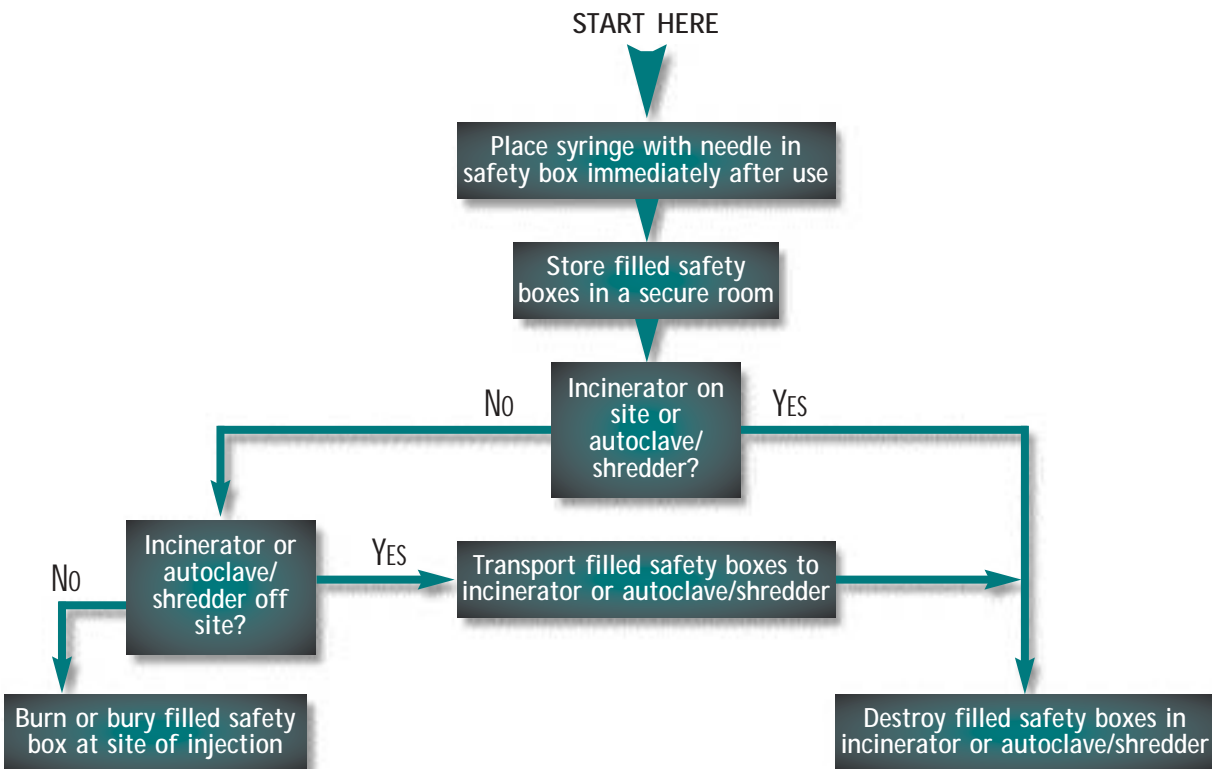 START HERE
Place syringe with needle in
safety box immediately after use
Store filled safety
boxes in a secure room
Incinerator on
site or
autoclave/
shredder?
NO
YES
Incinerator or
autoclave/
shredder off
site?
NO
YES
Transport filled safety boxes to
incinerator or autoclave/shredder
Burn or bury filled safety
box at site of injection
Destroy filled safety boxes in
incinerator or autoclave/shredder